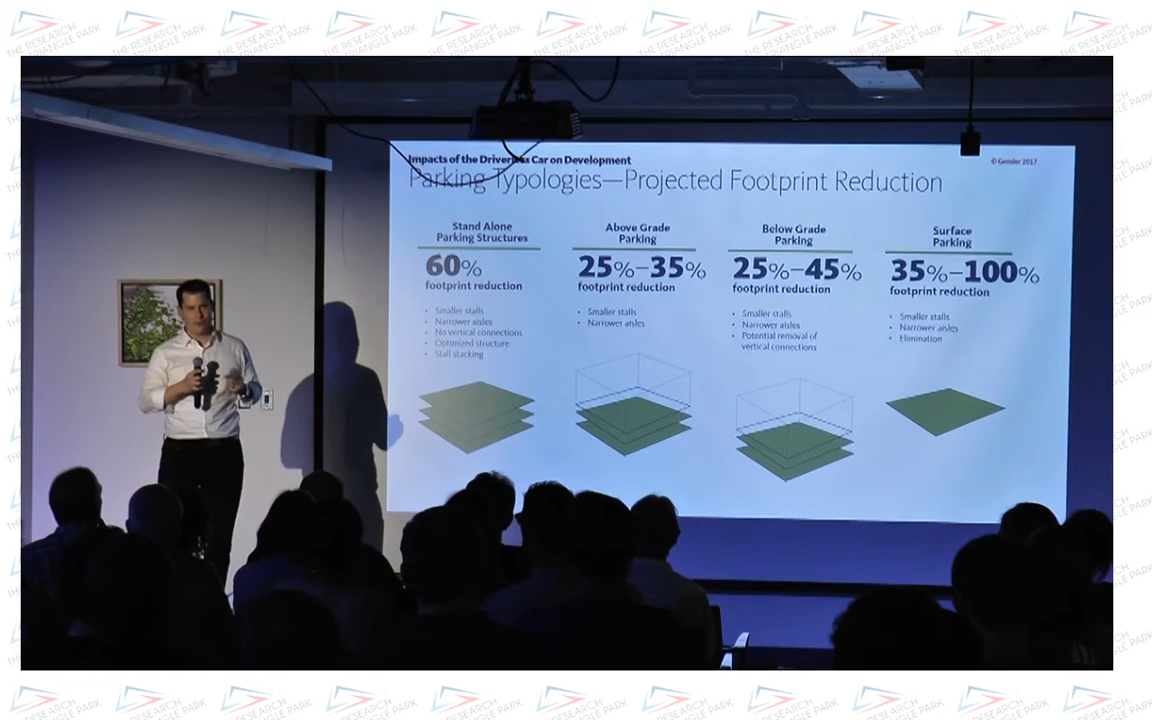 THE RESEARCH
TRIANGLE PARK
Impacts of the Driverless Car on Development
© Gensler 2017
Parking Typologies—Projected Footprint Reduction
Stand Alone
Parking Structures
60%
footprint reduction
• Smaller stalls
• Narrower aisles
• No vertical connections
• Optimized structure
• Stall stacking
Above Grade
Parking
25%–35%
footprint reduction
• Smaller stalls
• Narrower aisles
Below Grade
Parking
25%–45%
footprint reduction
• Smaller stalls
• Narrower aisles
• Potential removal of
vertical connections
Surface
Parking
35%–100%
footprint reduction
• Smaller stalls
• Narrower aisles
• Elimination